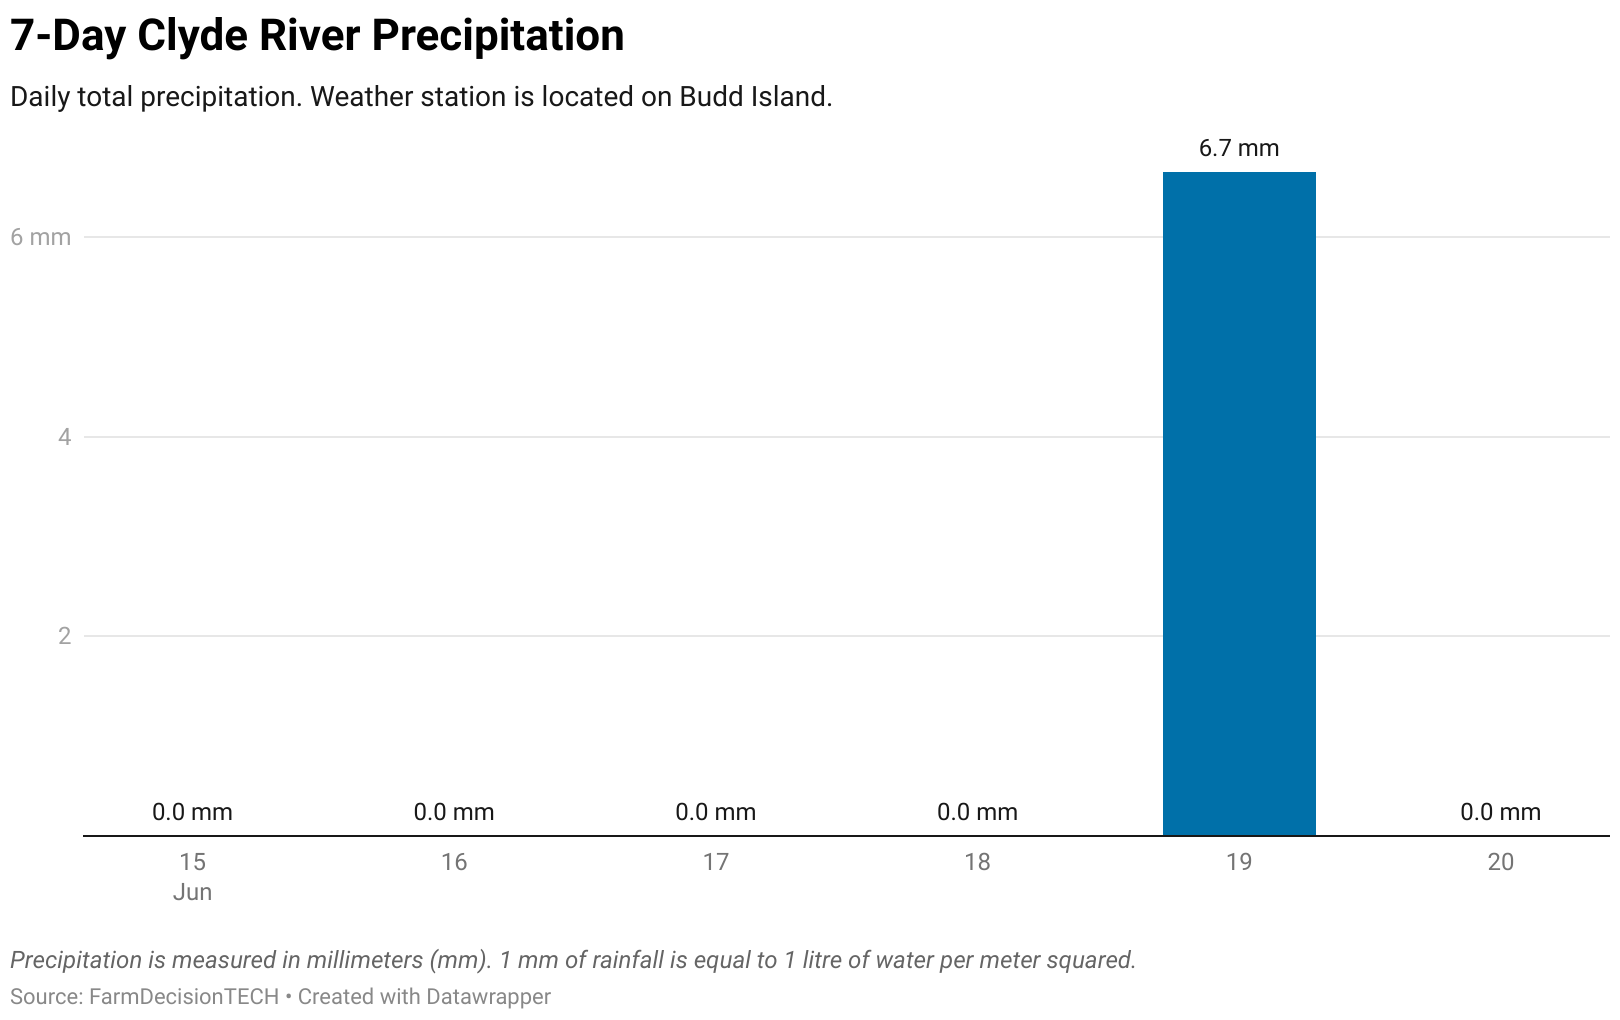 7-Day Clyde River Precipitation
Daily total precipitation. Weather station is located on Budd Island.
6.7 mm
6 mm
4
2
0.0 mm 0.0 mm 0.0 mm 0.0 mm 0.0 mm
15 16 17 18 19 20
Jun
Precipitation is measured in millimeters (mm). 1 mm of rainfall is equal to 1 litre of water per meter squared.
Source: FarmDecisionTECH • Created with Datawrapper